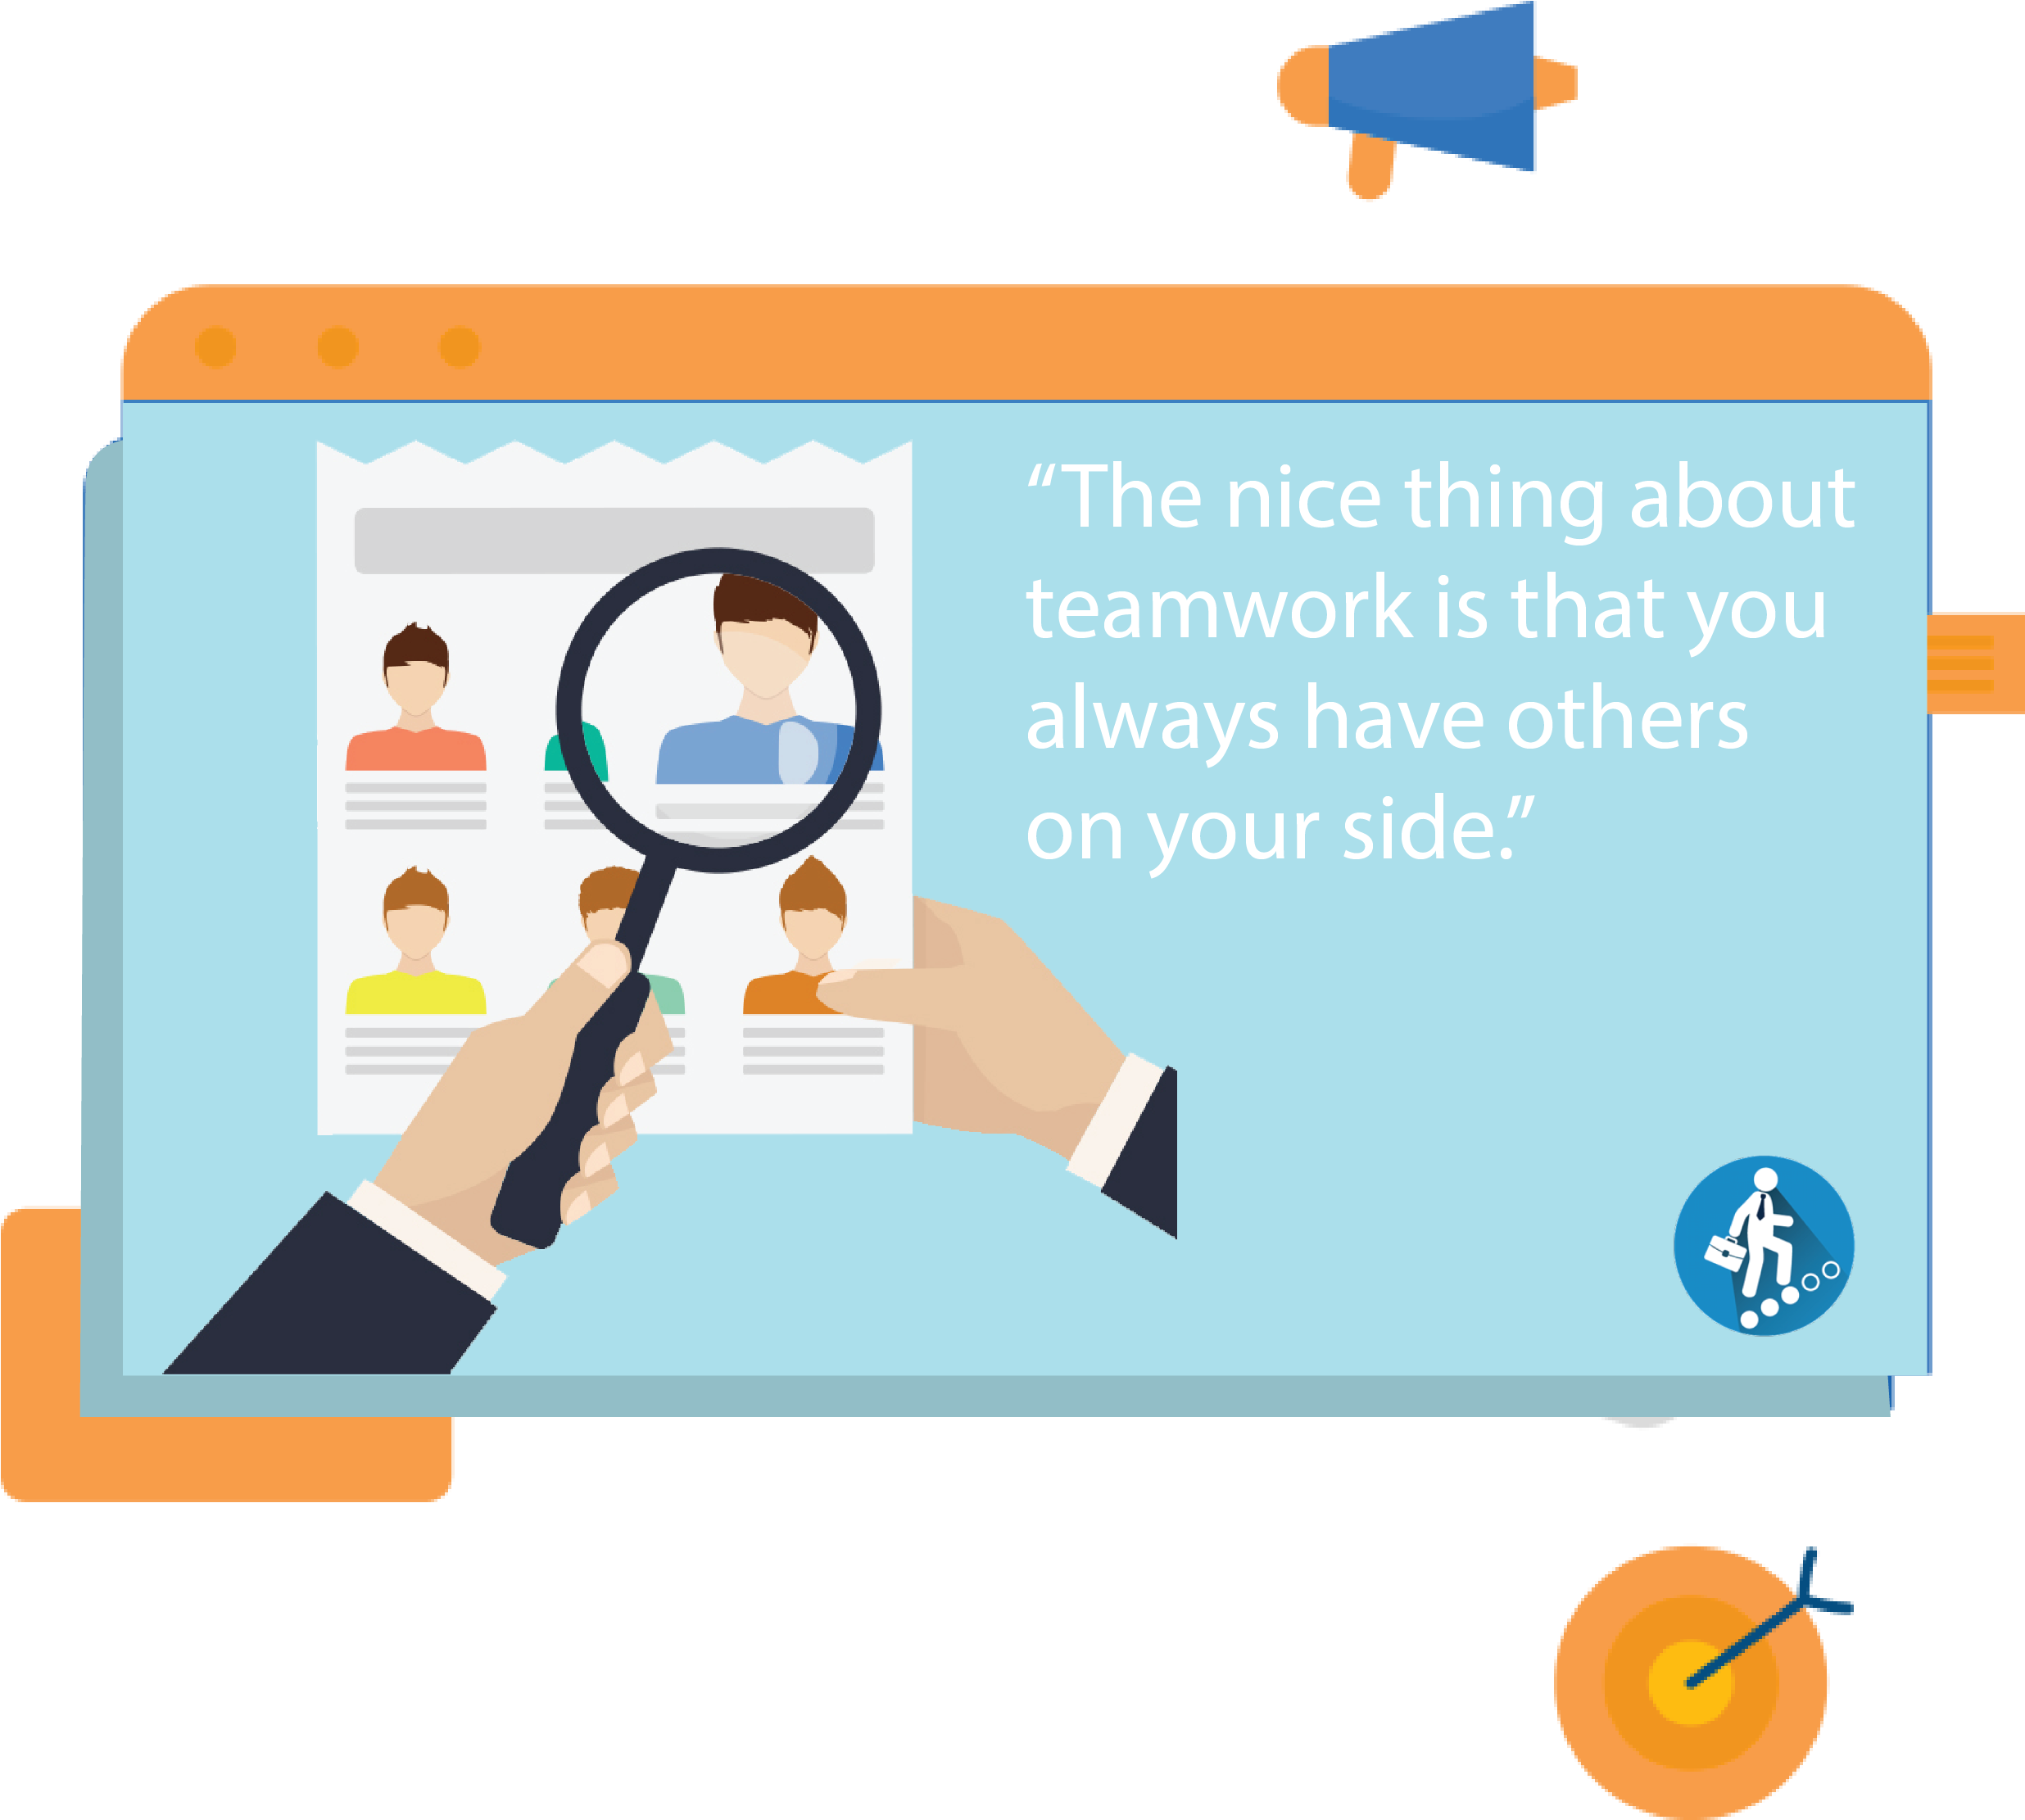 “The nice thing about
teamwork is that you
always have others
on your side.”